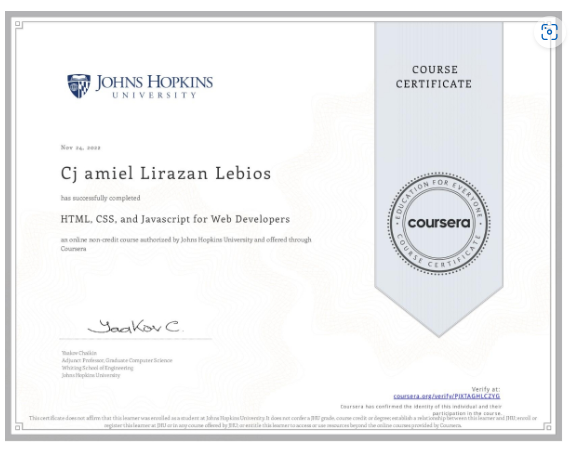 JOHNS HOPKINS
UNIVERSITY
COURSE
CERTIFICATE
Cj amiel Lirazan Lebios
has successfully completed
HTML, CSS, and Javascript for Web Developers
an online non-credit course authorized by Johns Hopkins University and offered through
Coursera
EDUCATION FOR EVERYONE
coursera
COURSE CERTIFICATE
Yaakov C.
Yaakov Chaikin
Adjunct Professor, Graduate Computer Science
Whiting School of Engineering
Johns Hopkins University
Verify at:
coursera.org/verify/
Coursera has confirmed the identity of this individual and their
participation in the course.
This certificate does not affirm that this learner was enrolled as a student at Johns Hopkins University. It does not confer a JHU grade, course credit or degree, establish a relationship between this learner and JHU, enroll or
register this learner at JHU or in any course offered by JHU, or entitle this learner to access or use resources beyond the online courses provided by Coursera.